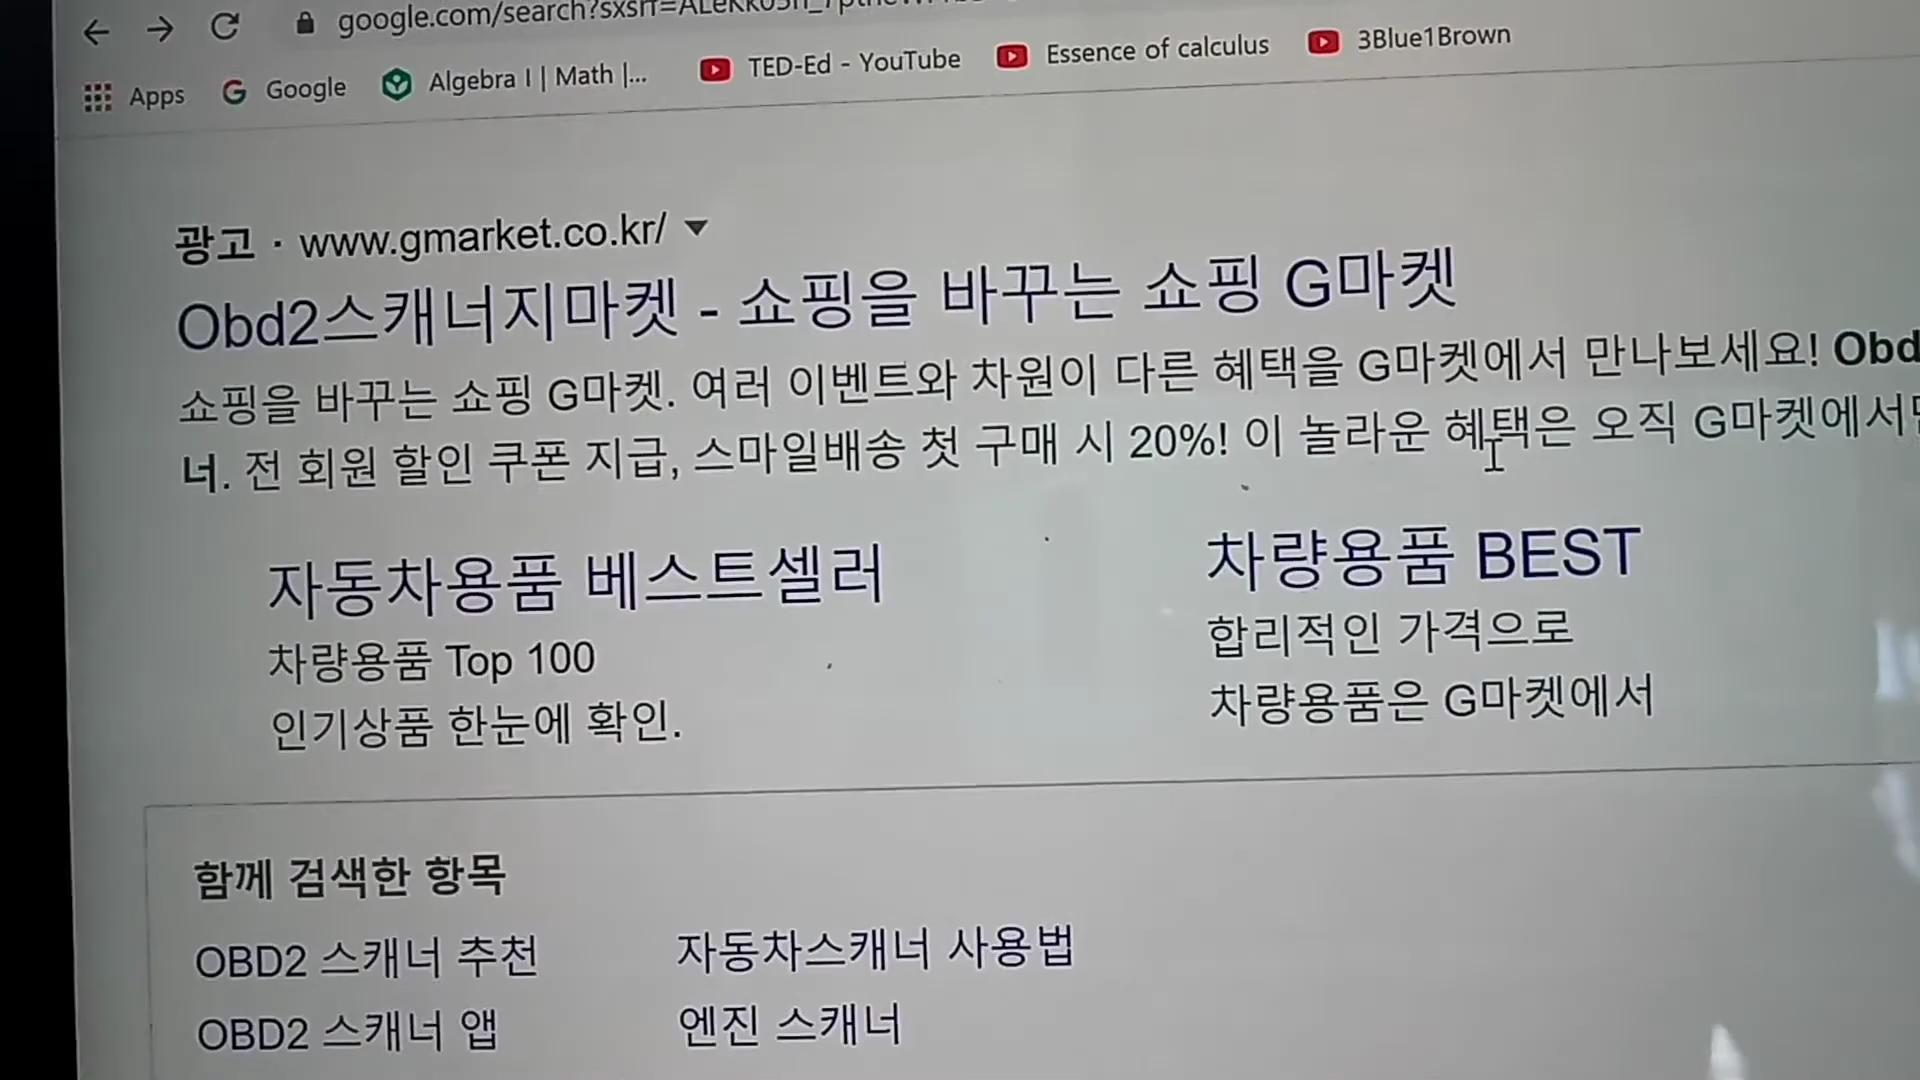 Apps Google Algebra I | Math |... TED-Ed - YouTube Essence of calculus 3Blue1Brown
광고 · www.gmarket.co.kr/
Obd2스캐너지마켓 - 쇼핑을 바꾸는 쇼핑 G마켓
쇼핑을 바꾸는 쇼핑 G마켓. 여러 이벤트와 차원이 다른 혜택을 G마켓에서 만나보세요! Obd
너. 전 회원 할인 쿠폰 지급, 스마일배송 첫 구매 시 20%! 이 놀라운 혜택은 오직 G마켓에서
자동차용품 베스트셀러
차량용품 Top 100
인기상품 한눈에 확인.
차량용품 BEST
합리적인 가격으로
차량용품은 G마켓에서
함께 검색한 항목
OBD2 스캐너 추천 자동차스캐너 사용법
OBD2 스캐너 앱 엔진 스캐너